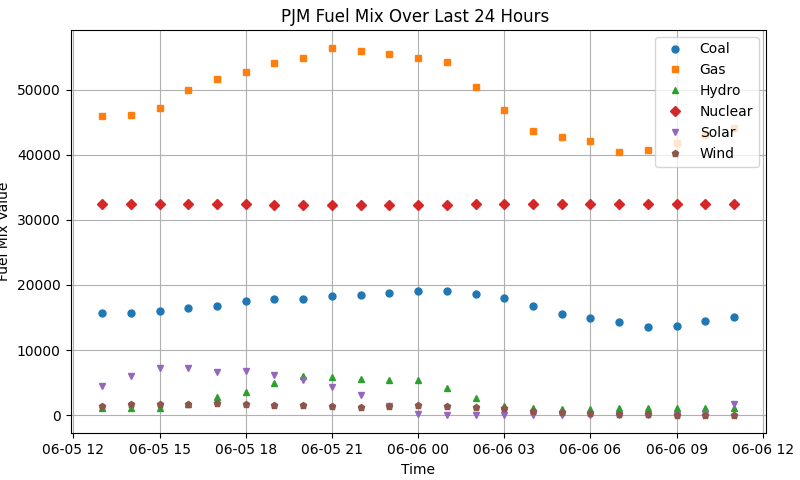 PJM Fuel Mix Over Last 24 Hours
Coal
Gas
Hydro
Nuclear
Solar
Wind
50000
40000
30000
20000
10000
0
Fuel Mix Value
06-05 12 06-05 15 06-05 18 06-05 21 06-06 00 06-06 03 06-06 06 06-06 09 06-06 12
Time